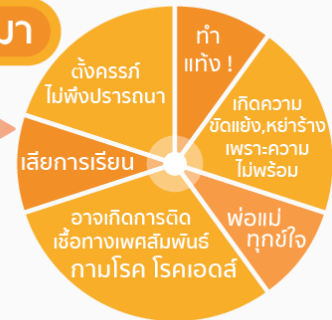 มา
ทำ
แท้ง !
เกิดความ
ขัดแย้ง,หย่าร้าง
เพราะความ
ไม่พร้อม
พ่อแม่
ทุกข์ใจ
อาจเกิดการติด
เชื้อทางเพศสัมพันธ์
กามโรค โรคเอดส์
เสียการเรียน
ตั้งครรภ์
ไม่พึงปรารถนา